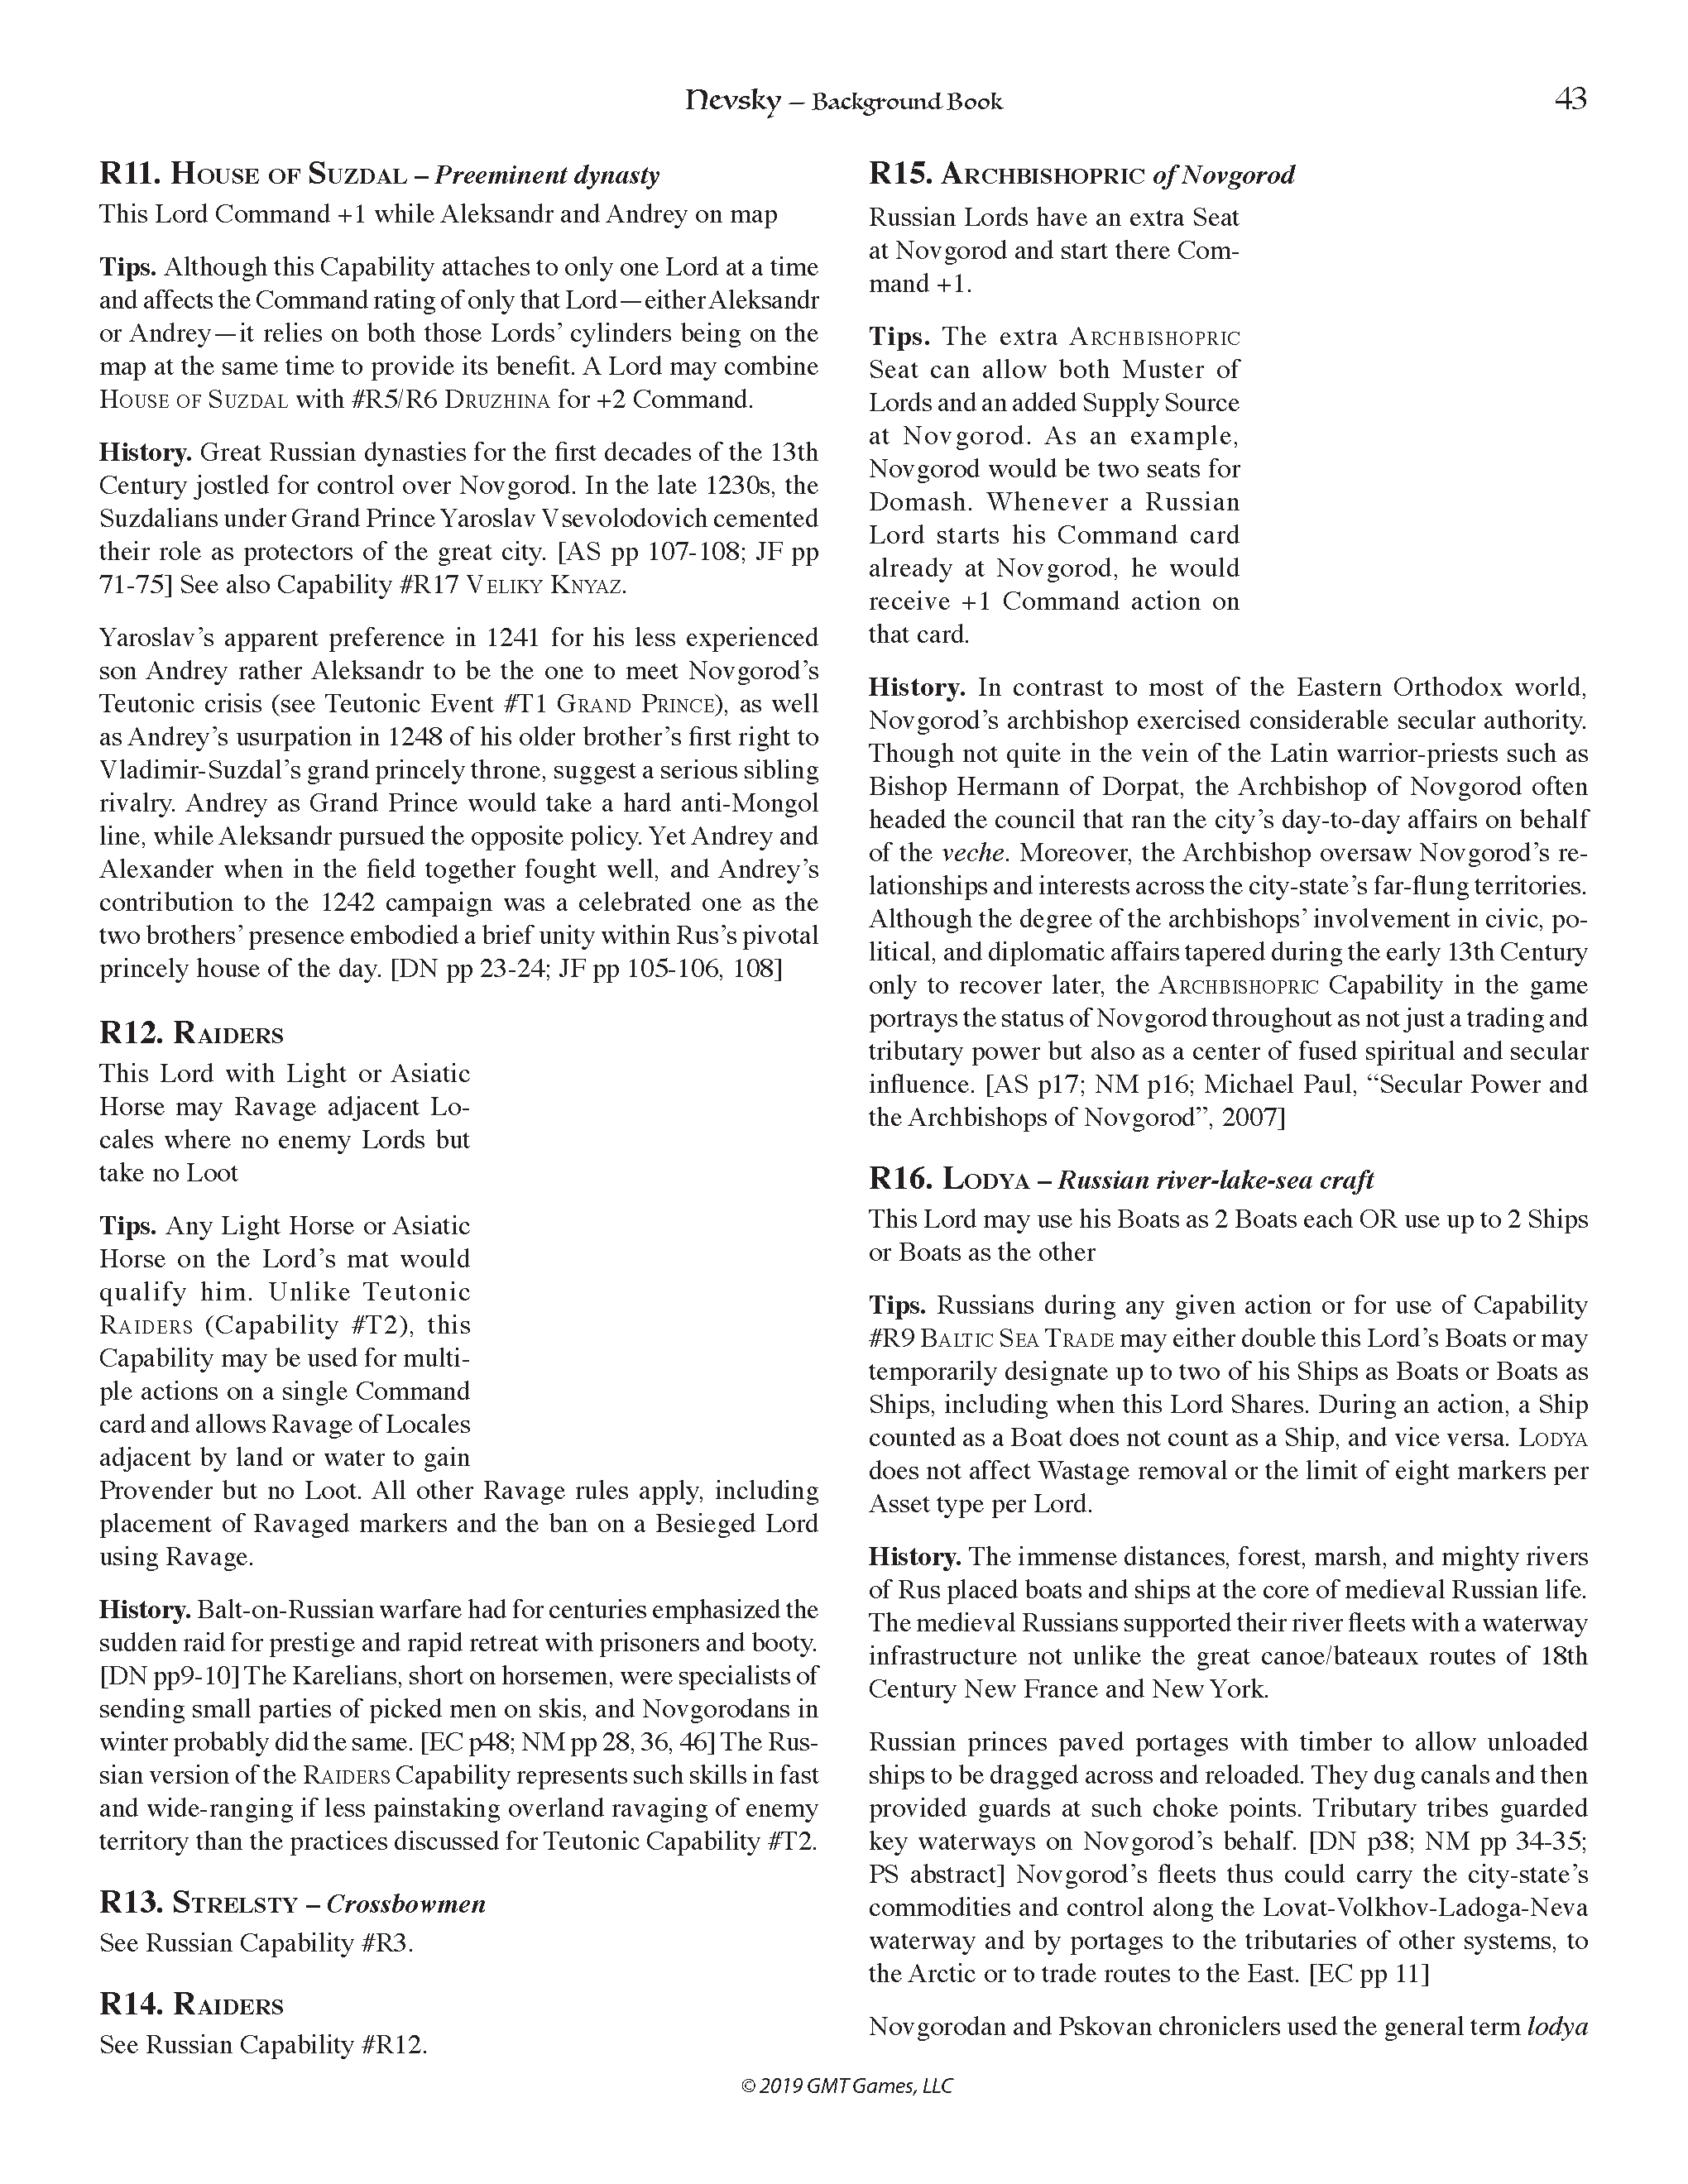 Nevsky – Background Book
43
R11. House of Suzdal – Preeminent dynasty
This Lord Command +1 while Aleksandr and Andrey on map
Tips. Although this Capability attaches to only one Lord at a time
and affects the Command rating of only that Lord—either Aleksandr
or Andrey—it relies on both those Lords’ cylinders being on the
map at the same time to provide its benefit. A Lord may combine
House of Suzdal with #R5/R6 Druzhina for +2 Command.
History. Great Russian dynasties for the first decades of the 13th
Century jostled for control over Novgorod. In the late 1230s, the
Suzdalians under Grand Prince Yaroslav Vsevolodovich cemented
their role as protectors of the great city. [AS pp 107-108; JF pp
71-75] See also Capability #R17 Veliky Knyaz.
Yaroslav’s apparent preference in 1241 for his less experienced
son Andrey rather Aleksandr to be the one to meet Novgorod’s
Teutonic crisis (see Teutonic Event #T1 Grand Prince), as well
as Andrey’s usurpation in 1248 of his older brother’s first right to
Vladimir-Suzdal’s grand princely throne, suggest a serious sibling
rivalry. Andrey as Grand Prince would take a hard anti-Mongol
line, while Aleksandr pursued the opposite policy. Yet Andrey and
Alexander when in the field together fought well, and Andrey’s
contribution to the 1242 campaign was a celebrated one as the
two brothers’ presence embodied a brief unity within Rus’s pivotal
princely house of the day. [DN pp 23-24; JF pp 105-106, 108]
R12. Raiders
This Lord with Light or Asiatic
Horse may Ravage adjacent Lo-
cales where no enemy Lords but
take no Loot
Tips. Any Light Horse or Asiatic
Horse on the Lord’s mat would
qualify him. Unlike Teutonic
Raiders (Capability #T2), this
Capability may be used for multi-
ple actions on a single Command
card and allows Ravage of Locales
adjacent by land or water to gain
Provender but no Loot. All other Ravage rules apply, including
placement of Ravaged markers and the ban on a Besieged Lord
using Ravage.
History. Balt-on-Russian warfare had for centuries emphasized the
sudden raid for prestige and rapid retreat with prisoners and booty.
[DN pp9-10] The Karelians, short on horsemen, were specialists of
sending small parties of picked men on skis, and Novgorodans in
winter probably did the same. [EC p48; NM pp 28, 36, 46] The Rus-
sian version of the Raiders Capability represents such skills in fast
and wide-ranging if less painstaking overland ravaging of enemy
territory than the practices discussed for Teutonic Capability #T2.
R13. Strelsty – Crossbowmen
See Russian Capability #R3.
R14. Raiders
See Russian Capability #R12.
R15. Archbishopric of Novgorod
Russian Lords have an extra Seat
at Novgorod and start there Com-
mand +1.
Tips. The extra Archbishopric
Seat can allow both Muster of
Lords and an added Supply Source
at Novgorod. As an example,
Novgorod would be two seats for
Domash. Whenever a Russian
Lord starts his Command card
already at Novgorod, he would
receive +1 Command action on
that card.
History. In contrast to most of the Eastern Orthodox world,
Novgorod’s archbishop exercised considerable secular authority.
Though not quite in the vein of the Latin warrior-priests such as
Bishop Hermann of Dorpat, the Archbishop of Novgorod often
headed the council that ran the city’s day-to-day affairs on behalf
of the veche. Moreover, the Archbishop oversaw Novgorod’s re-
lationships and interests across the city-state’s far-flung territories.
Although the degree of the archbishops’ involvement in civic, po-
litical, and diplomatic affairs tapered during the early 13th Century
only to recover later, the Archbishopric Capability in the game
portrays the status of Novgorod throughout as not just a trading and
tributary power but also as a center of fused spiritual and secular
influence. [AS p17; NM p16; Michael Paul, “Secular Power and
the Archbishops of Novgorod”, 2007]
R16. Lodya – Russian river-lake-sea craft
This Lord may use his Boats as 2 Boats each OR use up to 2 Ships
or Boats as the other
Tips. Russians during any given action or for use of Capability
#R9 Baltic Sea Trade may either double this Lord’s Boats or may
temporarily designate up to two of his Ships as Boats or Boats as
Ships, including when this Lord Shares. During an action, a Ship
counted as a Boat does not count as a Ship, and vice versa. Lodya
does not affect Wastage removal or the limit of eight markers per
Asset type per Lord.
History. The immense distances, forest, marsh, and mighty rivers
of Rus placed boats and ships at the core of medieval Russian life.
The medieval Russians supported their river fleets with a waterway
infrastructure not unlike the great canoe/bateaux routes of 18th
Century New France and New York.
Russian princes paved portages with timber to allow unloaded
ships to be dragged across and reloaded. They dug canals and then
provided guards at such choke points. Tributary tribes guarded
key waterways on Novgorod’s behalf. [DN p38; NM pp 34-35;
PS abstract] Novgorod’s fleets thus could carry the city-state’s
commodities and control along the Lovat-Volkhov-Ladoga-Neva
waterway and by portages to the tributaries of other systems, to
the Arctic or to trade routes to the East. [EC pp 11]
Novgorodan and Pskovan chroniclers used the general term lodya
© 2019 GMT Games, LLC